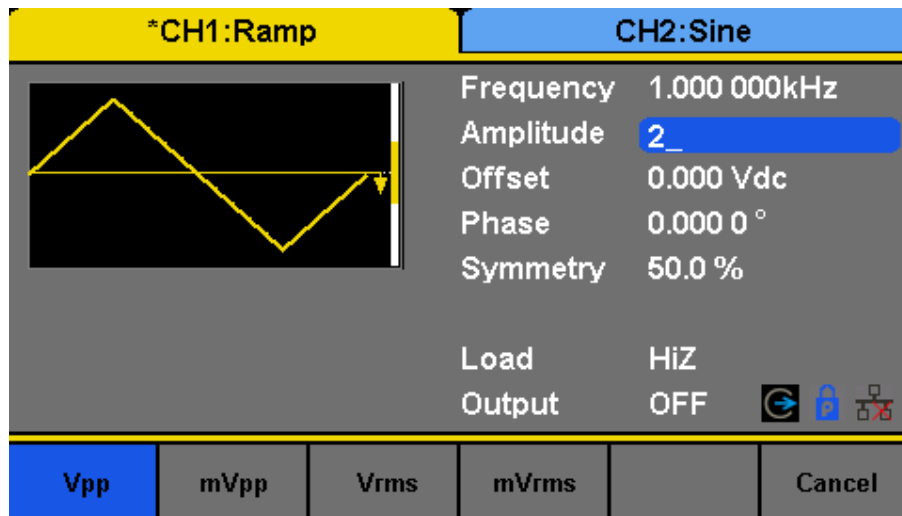 *CH1:Ramp CH2:Sine
Frequency 1.000 000kHz
Amplitude 2_
Offset 0.000 Vdc
Phase 0.000 0 °
Symmetry 50.0 %
Load HiZ
Output OFF P
Vpp mVpp Vrms mVrms Cancel